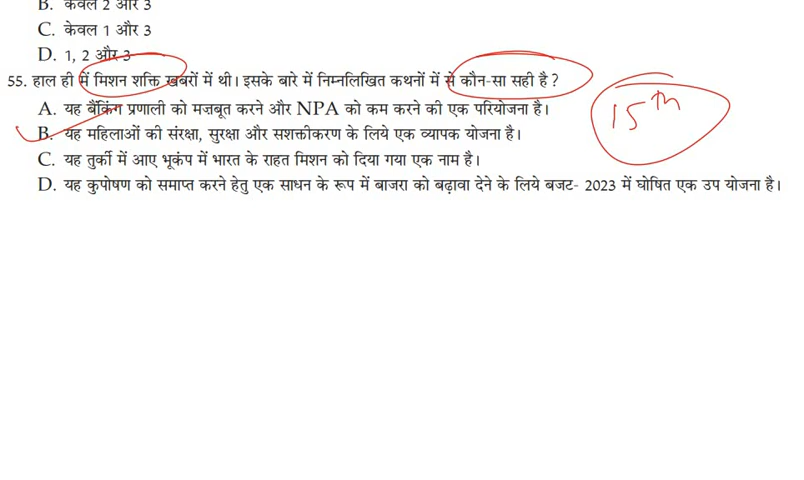 B. केवल 2 और 3
C. केवल 1 और 3
D. 1, 2 और 3
55. हाल ही में मिशन शक्ति खबरों में थी। इसके बारे में निम्नलिखित कथनों में से कौन-सा सही है ?
A. यह बैंकिंग प्रणाली को मज़बूत करने और NPA को कम करने की एक परियोजना है।
15th
B. यह महिलाओं की संरक्षा, सुरक्षा और सशक्तीकरण के लिये एक व्यापक योजना है।
C. यह तुर्की में आए भूकंप में भारत के राहत मिशन को दिया गया एक नाम है।
D. यह कुपोषण को समाप्त करने हेतु एक साधन के रूप में बाजरा को बढ़ावा देने के लिये बजट- 2023 में घोषित एक उप योजना है।